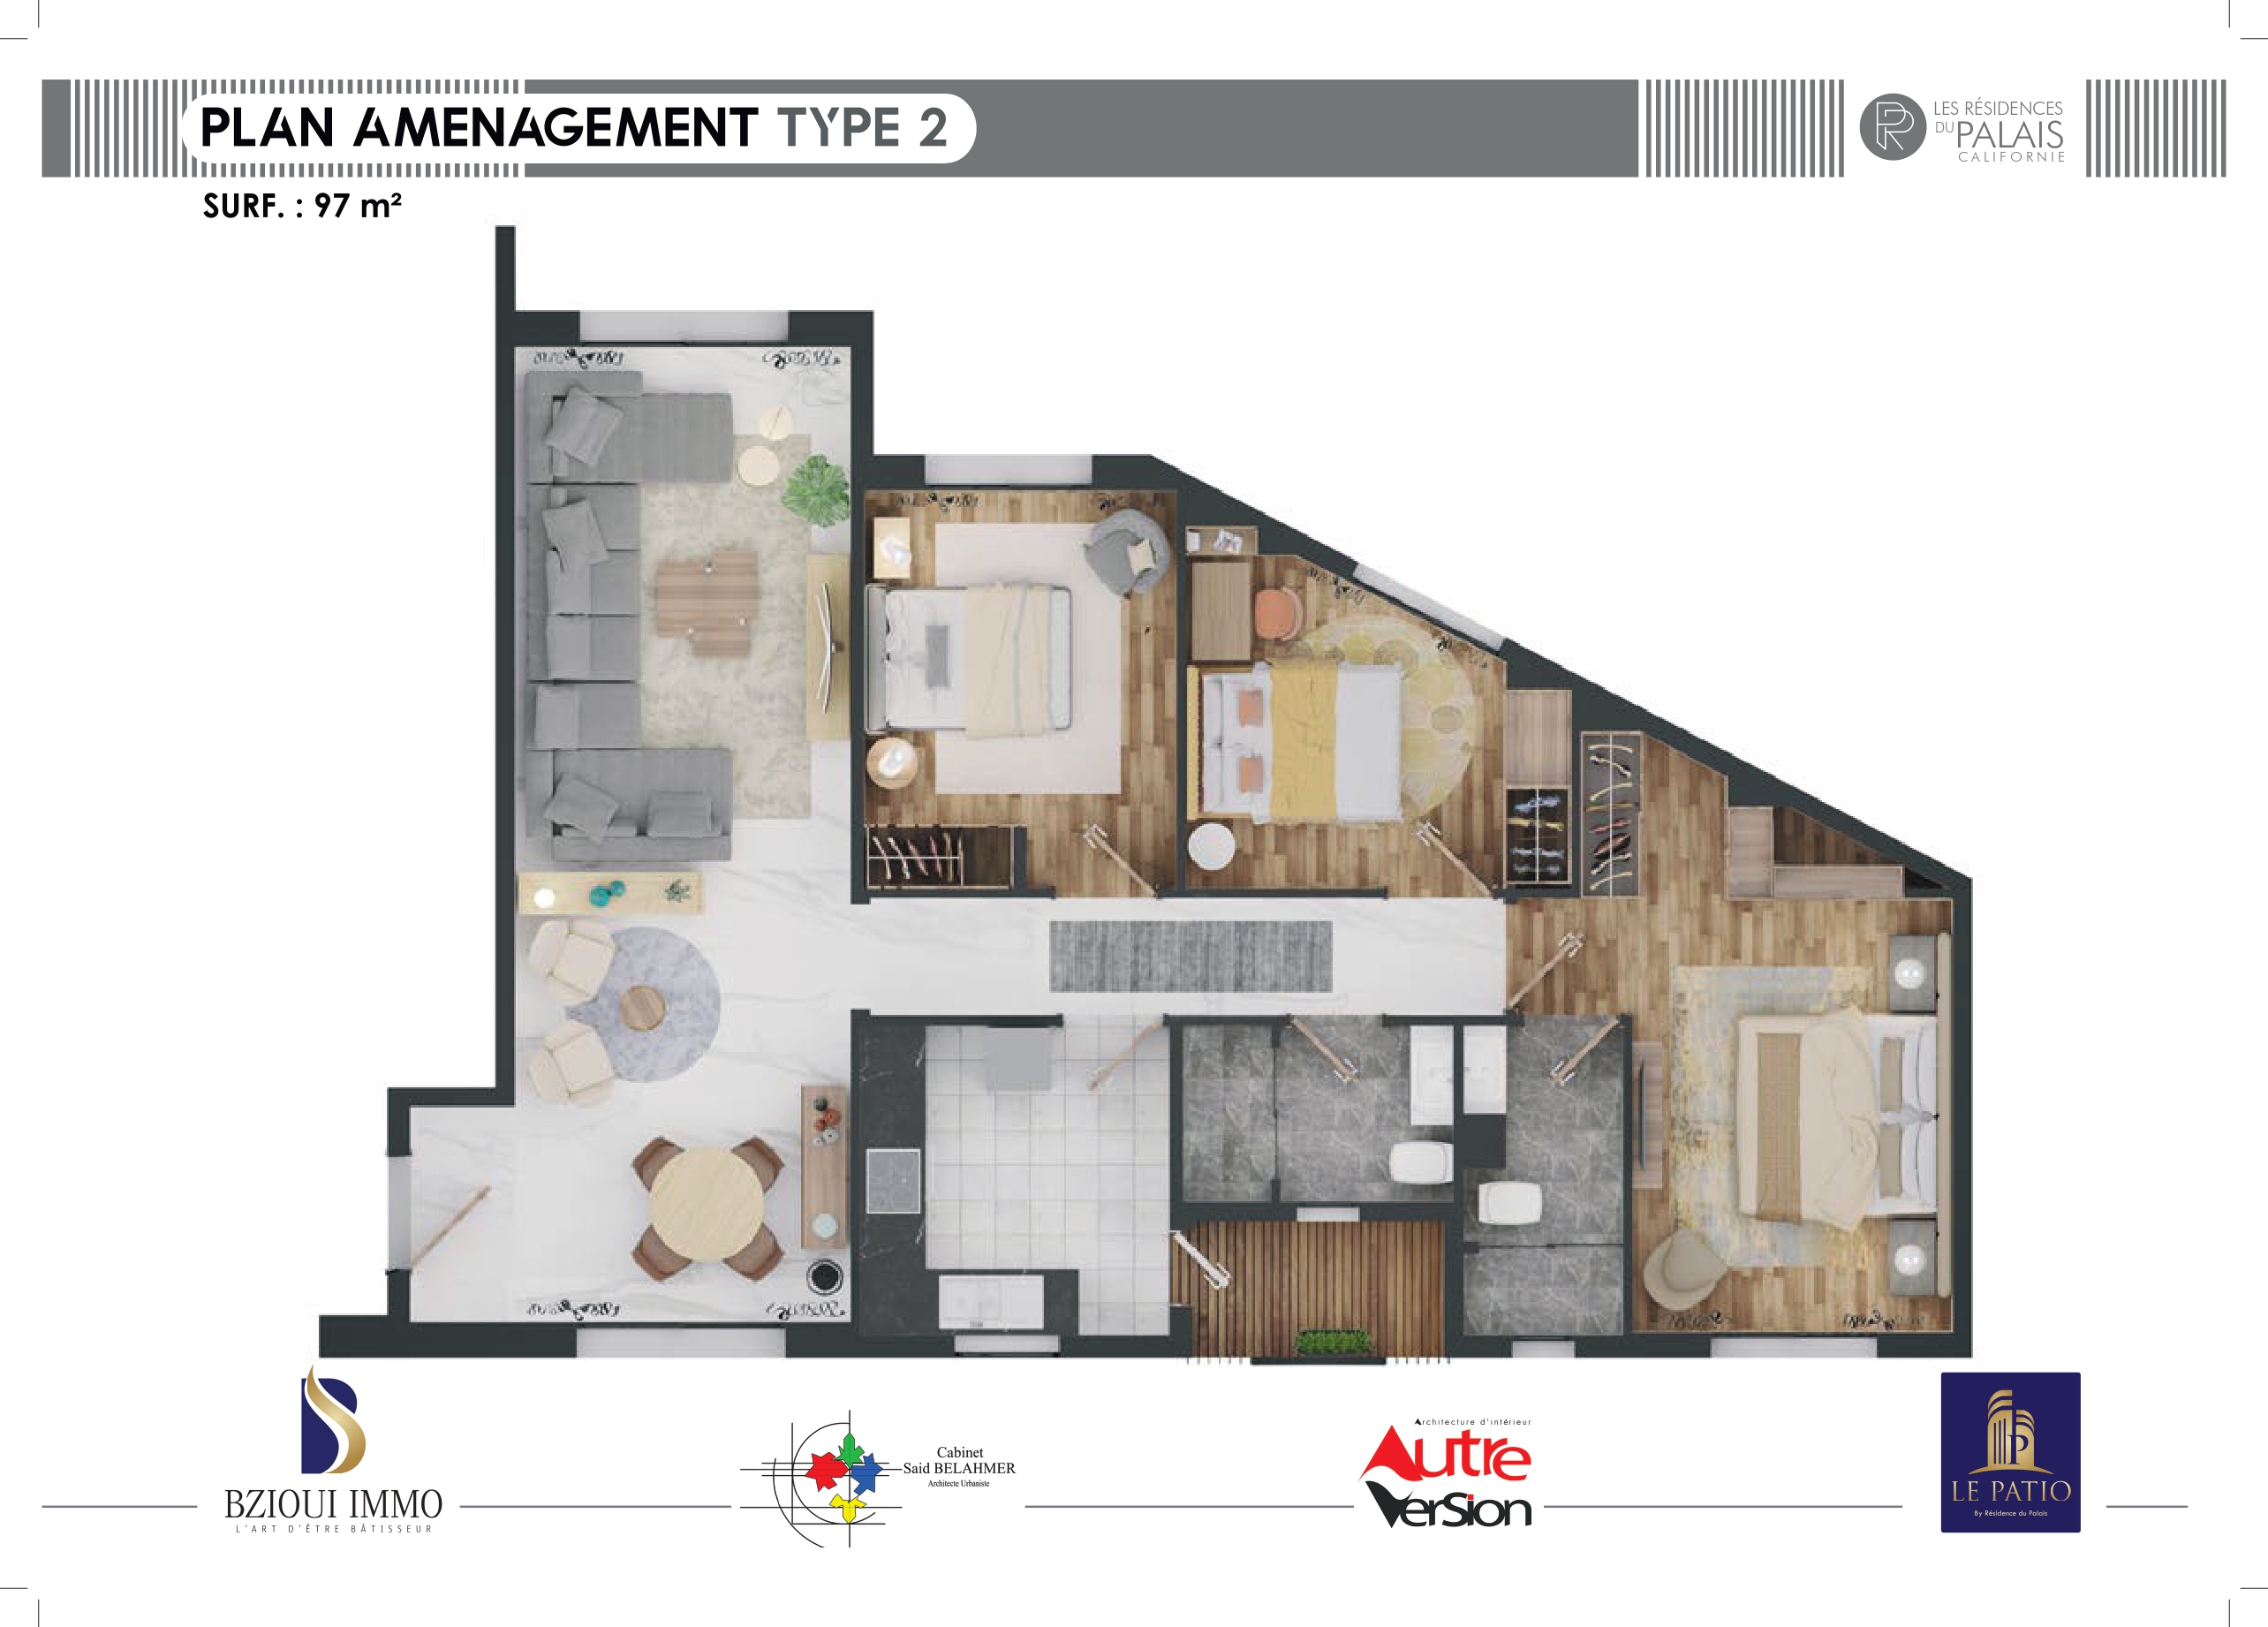 PLAN AMENAGEMENT TYPE 2
LES RÉSIDENCES
DU PALAIS
CALIFORNIE
SURF. : 97 m²
BZIOUI IMMO
L'ART D'ÊTRE BÂTISSEUR
Cabinet
Said BELAHMER
Architecte Urbaniste
Architecture d'intérieur
Autre
Version
LE PATIO
By Résidence du Palais